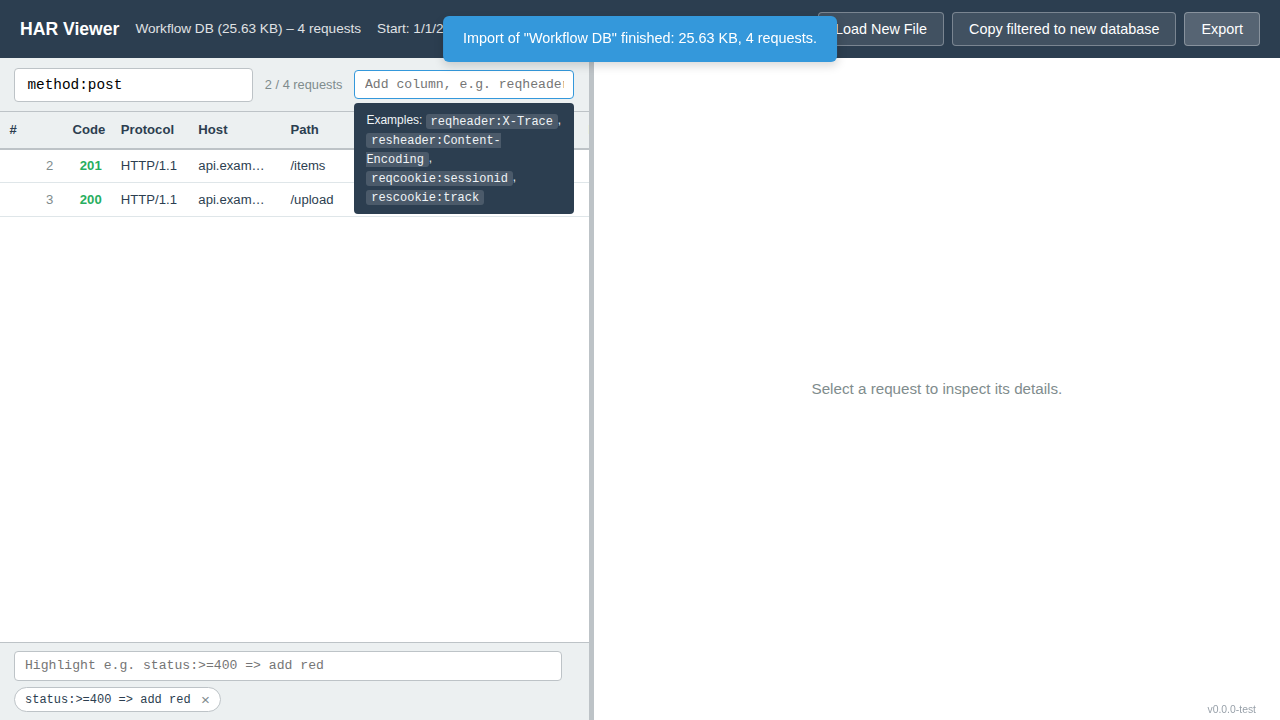 HAR Viewer Workflow DB (25.63 KB) – 4 requests Start: 1/1/2
Import of "Workflow DB" finished: 25.63 KB, 4 requests.
Load New File Copy filtered to new database Export
method:post 2 / 4 requests Add column, e.g. reqheader
# Code Protocol Host Path
Examples: reqheader:X-Trace,
resheader:Content-
Encoding,
reqcookie:sessionid,
rescookie:track
2 201 HTTP/1.1 api.exam… /items
3 200 HTTP/1.1 api.exam… /upload
Select a request to inspect its details.
Highlight e.g. status:>=400 => add red
status:>=400 => add red ×
v0.0.0-test